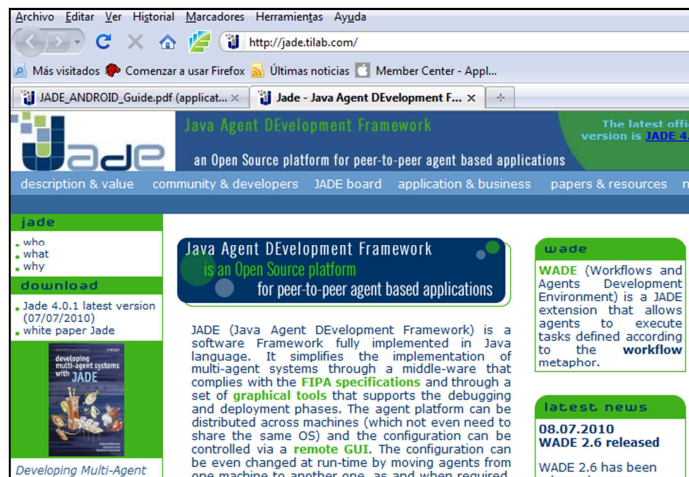 Archivo Editar Ver Historial Marcadores Herramientas Ayuda
http://jade.tilab.com/
Más visitados Comenzar a usar Firefox Últimas noticias Member Center - Appl...
JADE_ANDROID_Guide.pdf (applicat... Jade - Java Agent DEvelopment F...
Jade
Java Agent DEvelopment Framework
an Open Source platform for peer-to-peer agent based applications
The latest
version is JADE 4.
description & value community & developers JADE board application & business papers & resources
jade
who
what
why
download
Jade 4.0.1 latest version
(07/07/2010)
white paper Jade
developing
multi-agent systems
with JADE
Developing Multi-Agent
Java Agent DEvelopment Framework
is an Open Source platform
for peer-to-peer agent based applications
JADE (Java Agent DEvelopment Framework) is a
software Framework fully implemented in Java
language. It simplifies the implementation of
multi-agent systems through a middle-ware that
complies with the FIPA specifications and through a
set of graphical tools that supports the debugging
and deployment phases. The agent platform can be
distributed across machines (which not even need to
share the same OS) and the configuration can be
controlled via a remote GUI. The configuration can
be even changed at run-time by moving agents from
one machine to another one, as and when required.
wade
WADE (Workflows and
Agents Development
Environment) is a JADE
extension that allows
agents to execute
tasks defined according
to the workflow
metaphor.
latest news
08.07.2010
WADE 2.6 released
WADE 2.6 has been